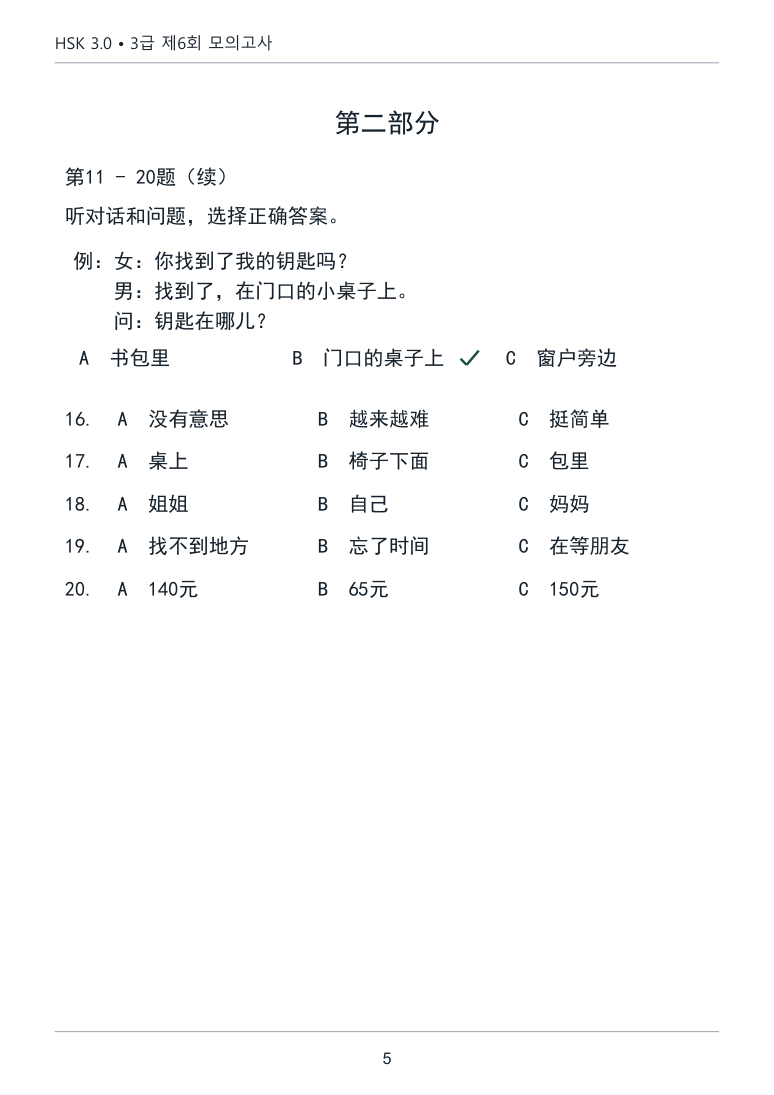 HSK 3.0 • 3급 제6회 모의고사
第二部分
第11 - 20题（续）
听对话和问题，选择正确答案。
例：女：你找到了我的钥匙吗？
男：找到了，在门口的小桌子上。
问：钥匙在哪儿？
A 书包里 B 门口的桌子上 ✓ C 窗户旁边
16. A 没有意思 B 越来越难 C 挺简单
17. A 桌上 B 椅子下面 C 包里
18. A 姐姐 B 自己 C 妈妈
19. A 找不到地方 B 忘了时间 C 在等朋友
20. A 140元 B 65元 C 150元
5